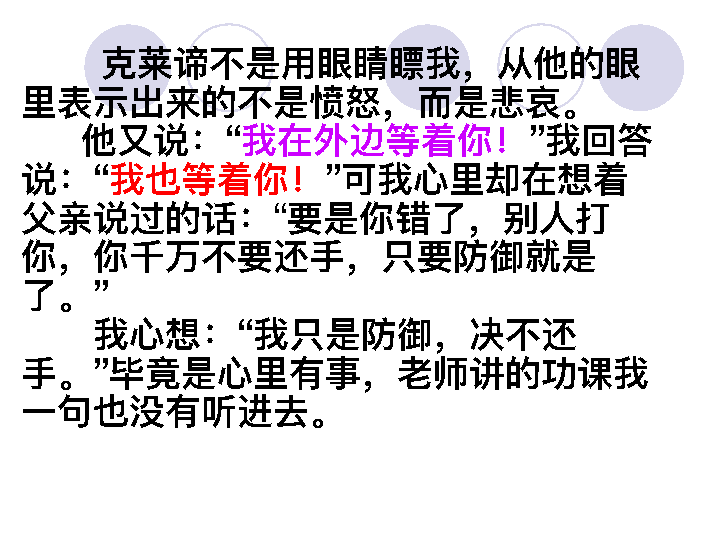 克莱谛不是用眼睛瞟我，从他的眼
里表示出来的不是愤怒，而是悲哀。
他又说：“我在外边等着你！”我回答
说：“我也等着你！”可我心里却在想着
父亲说过的话：“要是你错了，别人打
你，你千万不要还手，只要防御就是
了。”
我心想：“我只是防御，决不还
手。”毕竟是心里有事，老师讲的功课我
一句也没有听进去。